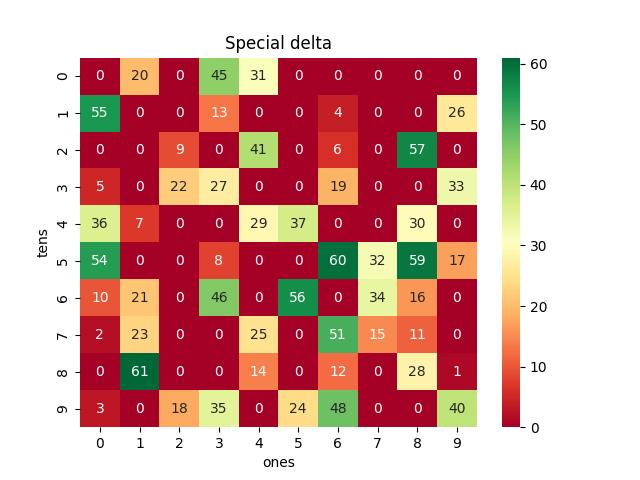 Special delta
0 0 20 0 45 31 0 0 0 0 0
1 55 0 0 13 0 0 4 0 0 26
2 0 0 9 0 41 0 6 0 57 0
3 5 0 22 27 0 0 19 0 0 33
4 36 7 0 0 29 37 0 0 30 0
5 54 0 0 8 0 0 60 32 59 17
6 10 21 0 46 0 56 0 34 16 0
7 2 23 0 0 25 0 51 15 11 0
8 0 61 0 0 14 0 12 0 28 1
9 3 0 18 35 0 24 48 0 0 40
0 1 2 3 4 5 6 7 8 9
tens
ones
60
50
40
30
20
10
0